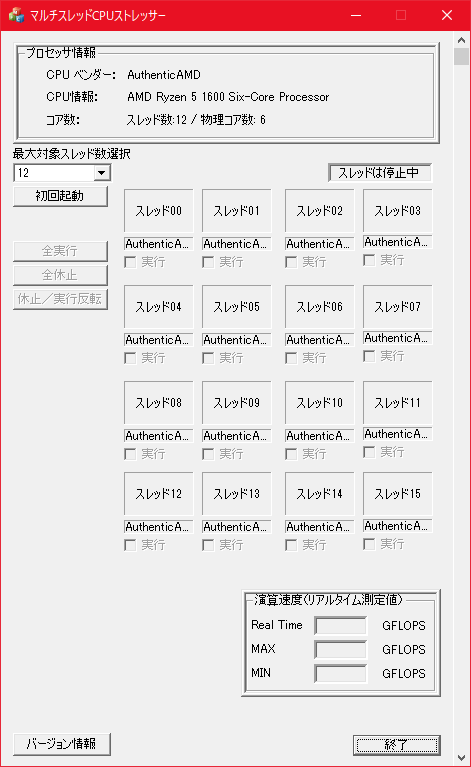 マルチスレッドCPUストレッサー
プロセッサ情報
CPU ベンダー: AuthenticAMD
CPU情報: AMD Ryzen 5 1600 Six-Core Processor
コア数: スレッド数:12 / 物理コア数: 6
最大対象スレッド数選択
12
スレッドは停止中
初回起動
全実行
全休止
休止/実行反転
スレッド00 スレッド01 スレッド02 スレッド03
AuthenticA... AuthenticA... AuthenticA... AuthenticA...
実行 実行 実行 実行
スレッド04 スレッド05 スレッド06 スレッド07
AuthenticA... AuthenticA... AuthenticA... AuthenticA...
実行 実行 実行 実行
スレッド08 スレッド09 スレッド10 スレッド11
AuthenticA... AuthenticA... AuthenticA... AuthenticA...
実行 実行 実行 実行
スレッド12 スレッド13 スレッド14 スレッド15
AuthenticA... AuthenticA... AuthenticA... AuthenticA...
実行 実行 実行 実行
演算速度(リアルタイム測定値)
Real Time GFLOPS
MAX GFLOPS
MIN GFLOPS
バージョン情報 終了